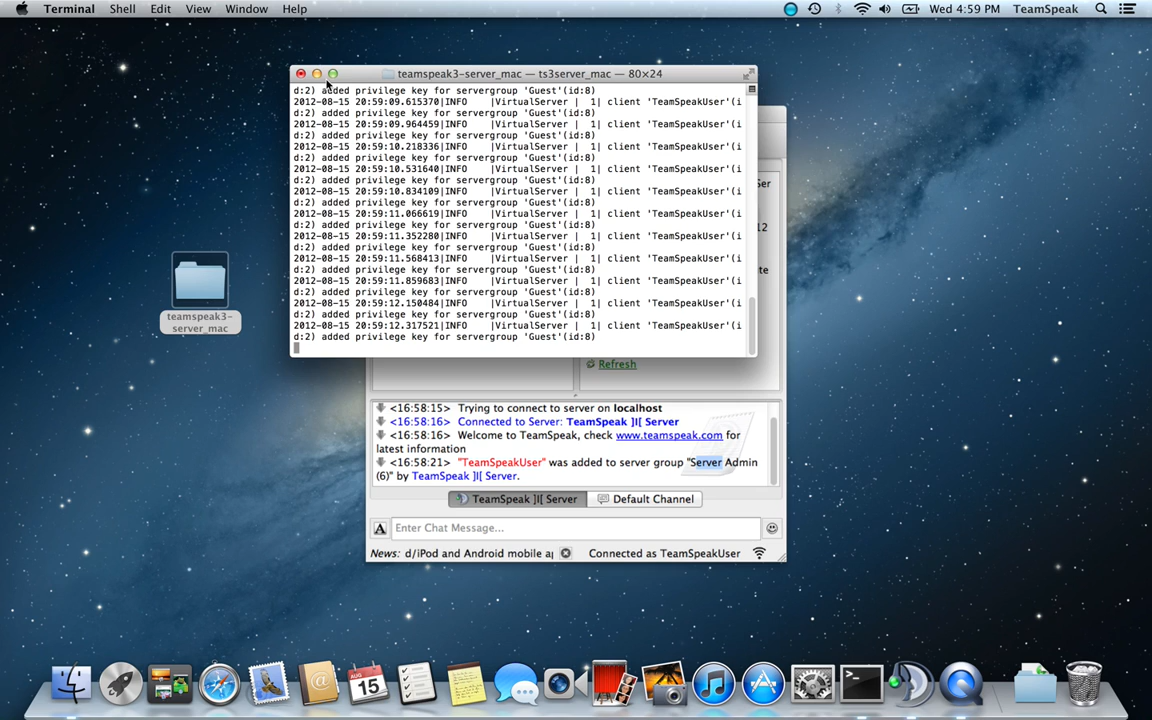 Terminal Shell Edit View Window Help
Wed 4:59 PM TeamSpeak
teamspeak3-server_mac — ts3server_mac — 80×24
d:2) added privilege key for servergroup 'Guest'(id:8)
2012-08-15 20:59:09.615370|INFO    |VirtualServer |  1| client 'TeamSpeakUser'(i
d:2) added privilege key for servergroup 'Guest'(id:8)
2012-08-15 20:59:09.964459|INFO    |VirtualServer |  1| client 'TeamSpeakUser'(i
d:2) added privilege key for servergroup 'Guest'(id:8)
2012-08-15 20:59:10.218336|INFO    |VirtualServer |  1| client 'TeamSpeakUser'(i
d:2) added privilege key for servergroup 'Guest'(id:8)
2012-08-15 20:59:10.531640|INFO    |VirtualServer |  1| client 'TeamSpeakUser'(i
d:2) added privilege key for servergroup 'Guest'(id:8)
2012-08-15 20:59:10.834109|INFO    |VirtualServer |  1| client 'TeamSpeakUser'(i
d:2) added privilege key for servergroup 'Guest'(id:8)
2012-08-15 20:59:11.066619|INFO    |VirtualServer |  1| client 'TeamSpeakUser'(i
d:2) added privilege key for servergroup 'Guest'(id:8)
2012-08-15 20:59:11.352280|INFO    |VirtualServer |  1| client 'TeamSpeakUser'(i
d:2) added privilege key for servergroup 'Guest'(id:8)
2012-08-15 20:59:11.568413|INFO    |VirtualServer |  1| client 'TeamSpeakUser'(i
d:2) added privilege key for servergroup 'Guest'(id:8)
2012-08-15 20:59:11.859683|INFO    |VirtualServer |  1| client 'TeamSpeakUser'(i
d:2) added privilege key for servergroup 'Guest'(id:8)
2012-08-15 20:59:12.150484|INFO    |VirtualServer |  1| client 'TeamSpeakUser'(i
d:2) added privilege key for servergroup 'Guest'(id:8)
2012-08-15 20:59:12.317521|INFO    |VirtualServer |  1| client 'TeamSpeakUser'(i
d:2) added privilege key for servergroup 'Guest'(id:8)
Ser
12
te
teamspeak3-
server_mac
Refresh
<16:58:15> Trying to connect to server on localhost
<16:58:16> Connected to Server: TeamSpeak ]I[ Server
<16:58:16> Welcome to TeamSpeak, check www.teamspeak.com for
latest information
<16:58:21> "TeamSpeakUser" was added to server group "Server Admin
(6)" by TeamSpeak ]I[ Server.
TeamSpeak ]I[ Server
Default Channel
Enter Chat Message...
News: d/iPod and Android mobile ap
Connected as TeamSpeakUser
AUG
15